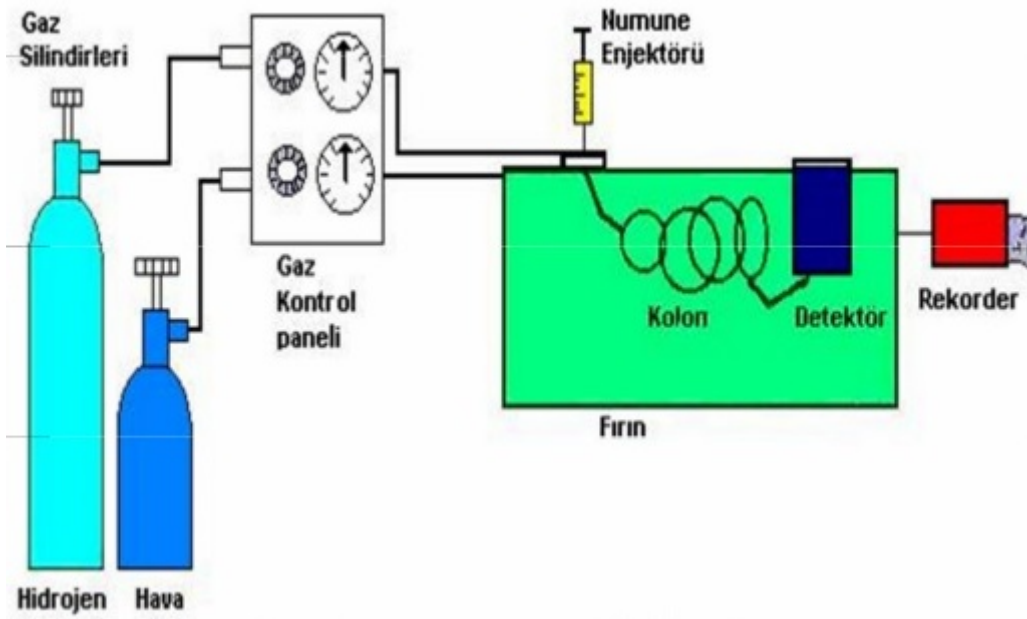 Gaz
Silindirleri
Numune
Enjektörü
Gaz
Kontrol
paneli
Kolon
Detektör
Rekorder
Fırın
Hidrojen
Hava